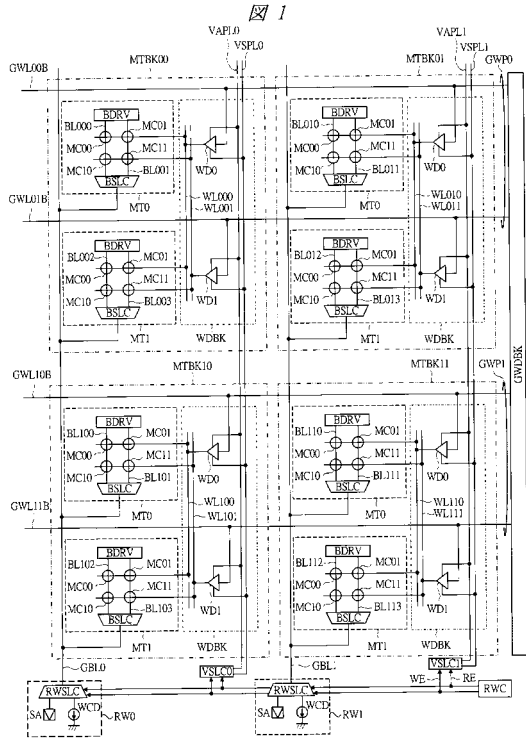 図 1
VAPL0 VAPL1
VSPL0 VSPL1
GWL00B MTBK00 MTBK01 GWP0
BDRV BDRV
BL000 MC01 BL010 MC01
MC00 MC11 WD0 MC00 MC11 WD0
MC10 BL001 WL000 MC10 BL011 WL010
BSLC WL001 BSLC WL011
GWL01B MT0 MT0
BDRV BDRV
BL002 MC01 BL012 MC01
MC00 MC11 WD1 MC00 MC11 WD1
MC10 BL003 MC10 BL013
BSLC BSLC
MT1 WDBK MT1 WDBK
GWDBK
MTBK10 MTBK11 GWP1
GWL10B
BDRV BDRV
BL100 MC01 BL110 MC01
MC00 MC11 WD0 MC00 MC11 WD0
MC10 BL101 WL100 MC10 BL111 WL110
BSLC WL101 BSLC WL111
GWL11B MT0 MT0
BDRV BDRV
BL102 MC01 BL112 MC01
MC00 MC11 WD1 MC00 MC11 WD1
MC10 BL103 MC10 BL113
BSLC BSLC
MT1 WDBK MT1 WDBK
GBL0 VSLC0 GBL1 WE VSLC1 RE
RWSLC RWSLC RWC
SA WCD RW0 SA WCD RW1